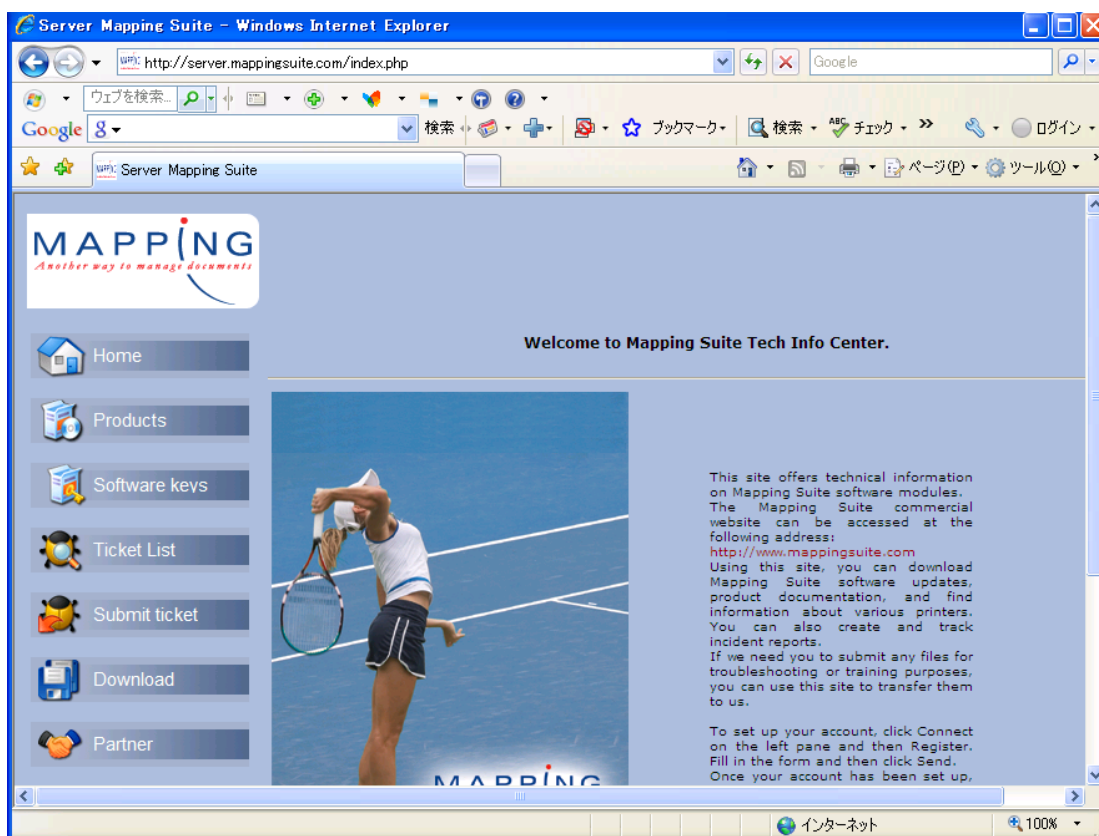 Server Mapping Suite - Windows Internet Explorer
http://server.mappingsuite.com/index.php
Google
ウェブを検索...
Google
検索
ブックマーク
検索
ABC チェック
»
ログイン
Server Mapping Suite
ページ(P)
ツール(O)
»
MAPPING
Another way to manage documents
Welcome to Mapping Suite Tech Info Center.
Home
Products
Software keys
Ticket List
Submit ticket
Download
Partner
MAPPING
This site offers technical information
on Mapping Suite software modules.
The Mapping Suite commercial
website can be accessed at the
following address:
http://www.mappingsuite.com
Using this site, you can download
Mapping Suite software updates,
product documentation, and find
information about various printers.
You can also create and track
incident reports.
If we need you to submit any files for
troubleshooting or training purposes,
you can use this site to transfer them
to us.
To set up your account, click Connect
on the left pane and then Register.
Fill in the form and then click Send.
Once your account has been set up,
インターネット
100%